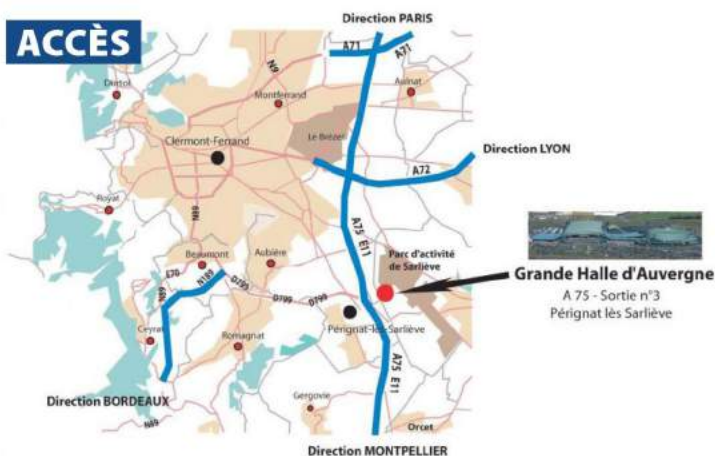 ACCÈS
Direction PARIS
A71
A71
N9
Durtol
Montferrand
Aulnat
Le Brézet
Clermont-Ferrand
Direction LYON
A72
Royat
N89
A75 E11
Beaumont
Aubière
Parc d'activité
de Sarliève
E70
N189
D799
D799
D799
N89
Grande Halle d'Auvergne
A 75 - Sortie n°3
Pérignat lès Sarliève
Ceyrat
Romagnat
Pérignat-lès-Sarliève
A75 E11
Direction BORDEAUX
Gergovie
N89
Orcet
Direction MONTPELLIER